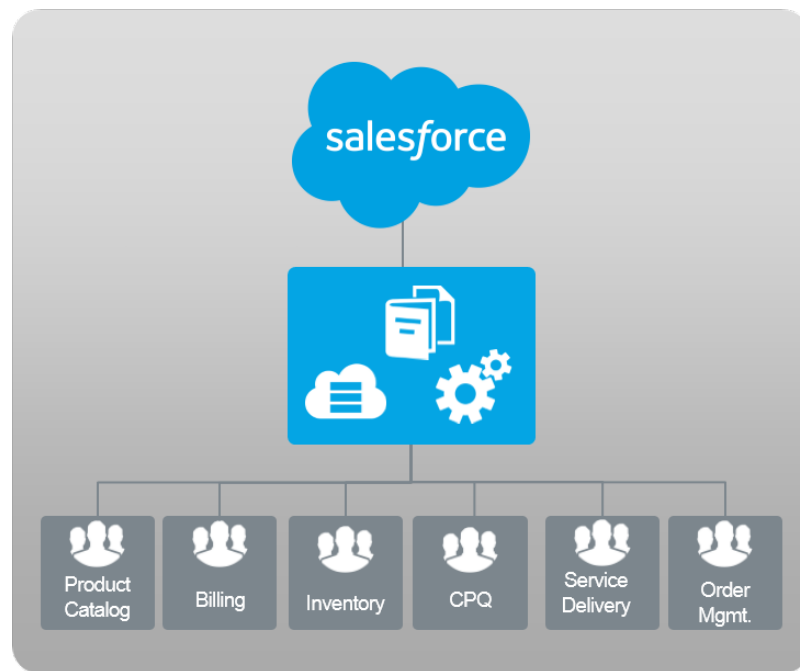 salesforce
Product
Catalog
Billing
Inventory
CPQ
Service
Delivery
Order
Mgmt.